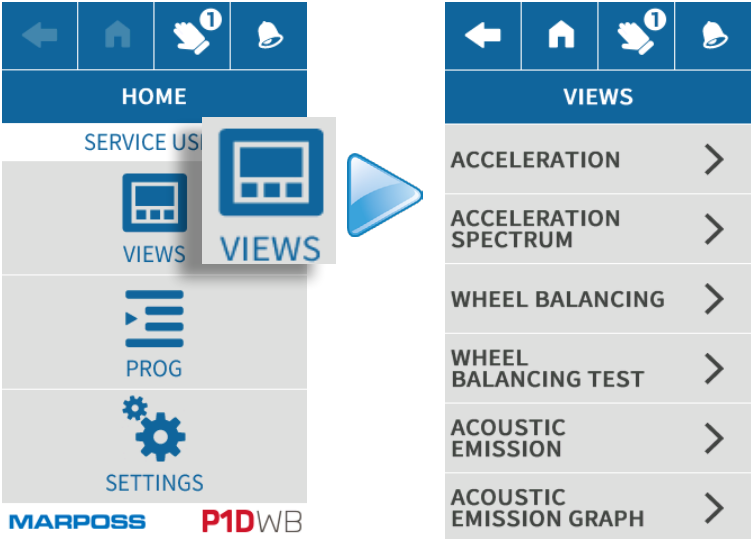 1
HOME
SERVICE USE
VIEWS
VIEWS
PROG
SETTINGS
MARPOSS P1DWB
1
VIEWS
ACCELERATION
ACCELERATION
SPECTRUM
WHEEL BALANCING
WHEEL
BALANCING TEST
ACOUSTIC
EMISSION
ACOUSTIC
EMISSION GRAPH